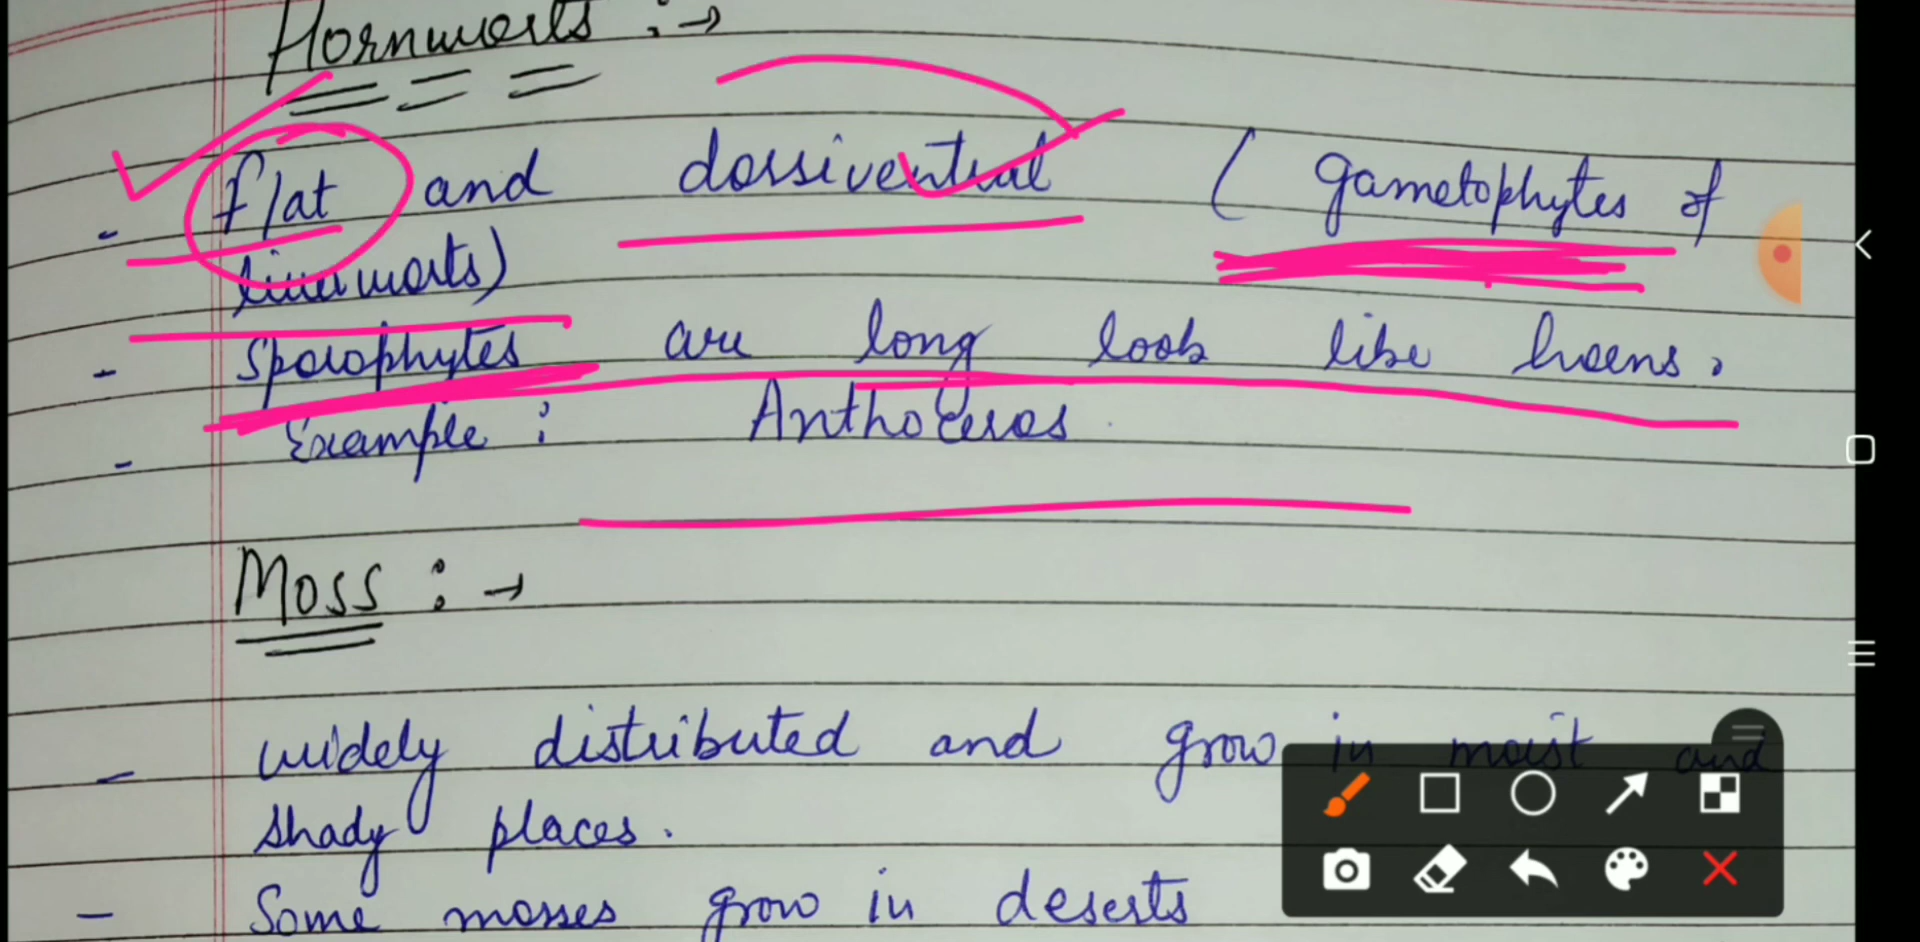 Hornworts :→
- flat and dorsiventral ( gametophytes of
liverworts)
- Sporophytes are long look like horns.
- Example : Anthoceros
Moss : →
- widely distributed and grow in moist and
shady places.
- Some mosses grow in deserts